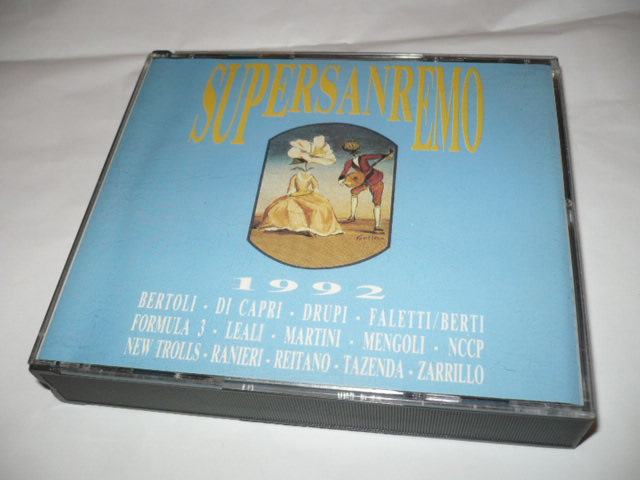 SUPERSANREMO
1992
BERTOLI · DI CAPRI · DRUPI · FALETTI/BERTI
FORMULA 3 · LEALI · MARTINI · MENGOLI · NCCP
NEW TROLLS · RANIERI · REITANO · TAZENDA · ZARRILLO